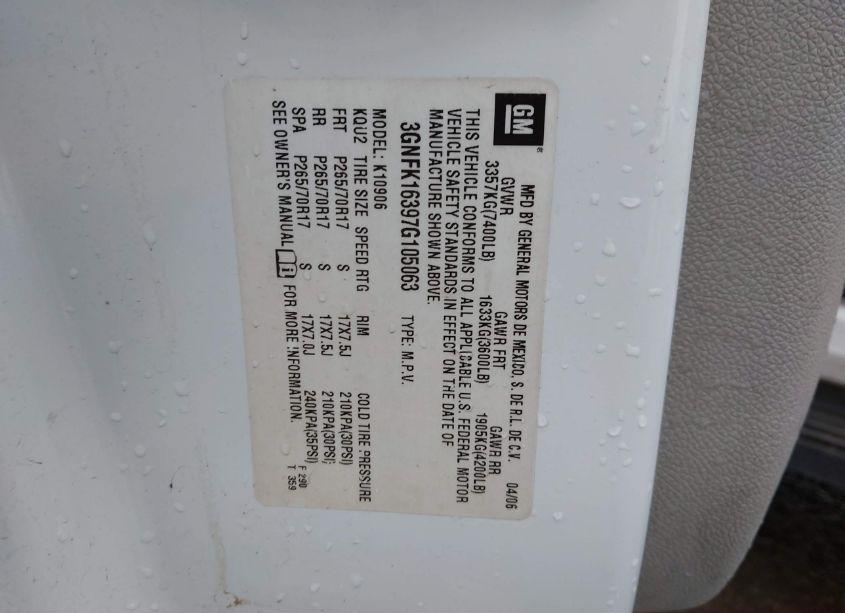 GM
MFD BY GENERAL MOTORS DE MEXICO, S. DE R.L. DE C.V. 04/06
GVWR GAWR FRT GAWR RR
3357KG(7400LB) 1633KG(3600LB) 1905KG(4200LB)
THIS VEHICLE CONFORMS TO ALL APPLICABLE U.S. FEDERAL MOTOR
VEHICLE SAFETY STANDARDS IN EFFECT ON THE DATE OF
MANUFACTURE SHOWN ABOVE.
3GNFK16397G105063 TYPE: M.P.V.
MODEL: K10906
KQU2 TIRE SIZE SPEED RTG RIM COLD TIRE PRESSURE
FRT P265/70R17 S 17X7.5J 210KPA(30PSI)
RR P265/70R17 S 17X7.5J 210KPA(30PSI)
SPA P265/70R17 S 17X7.0J 240KPA(35PSI)
SEE OWNER'S MANUAL i FOR MORE INFORMATION.
F 290
T 359